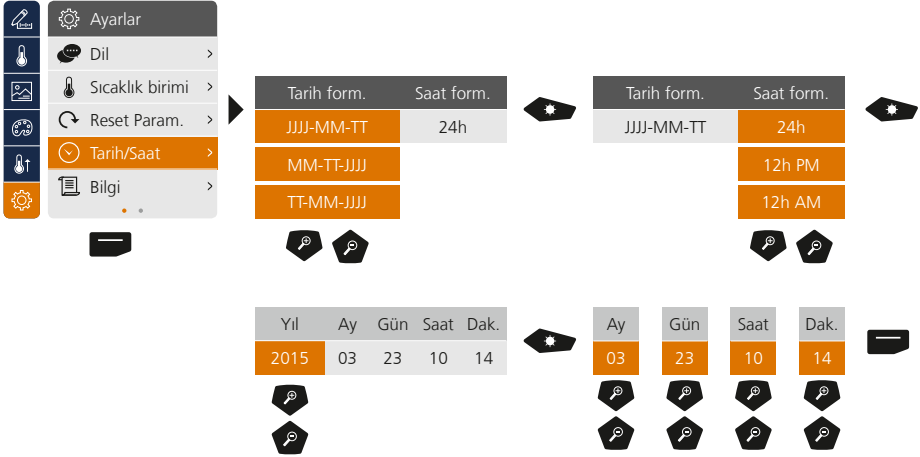 Ayarlar
Dil
Sıcaklık birimi
Reset Param.
Tarih/Saat
Bilgi
Tarih form. Saat form.
JJJJ-MM-TT 24h
MM-TT-JJJJ
TT-MM-JJJJ
Tarih form. Saat form.
JJJJ-MM-TT 24h
12h PM
12h AM
Yıl Ay Gün Saat Dak.
2015 03 23 10 14
Ay Gün Saat Dak.
03 23 10 14